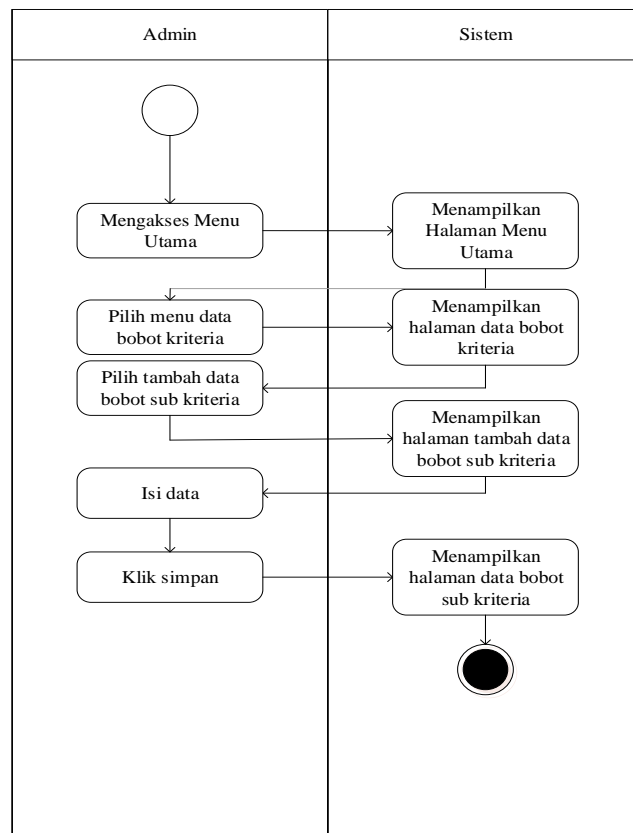 Admin
Sistem
Mengakses Menu
Utama
Menampilkan
Halaman Menu
Utama
Pilih menu data
bobot kriteria
Menampilkan
halaman data bobot
kriteria
Pilih tambah data
bobot sub kriteria
Menampilkan
halaman tambah data
bobot sub kriteria
Isi data
Klik simpan
Menampilkan
halaman data bobot
sub kriteria